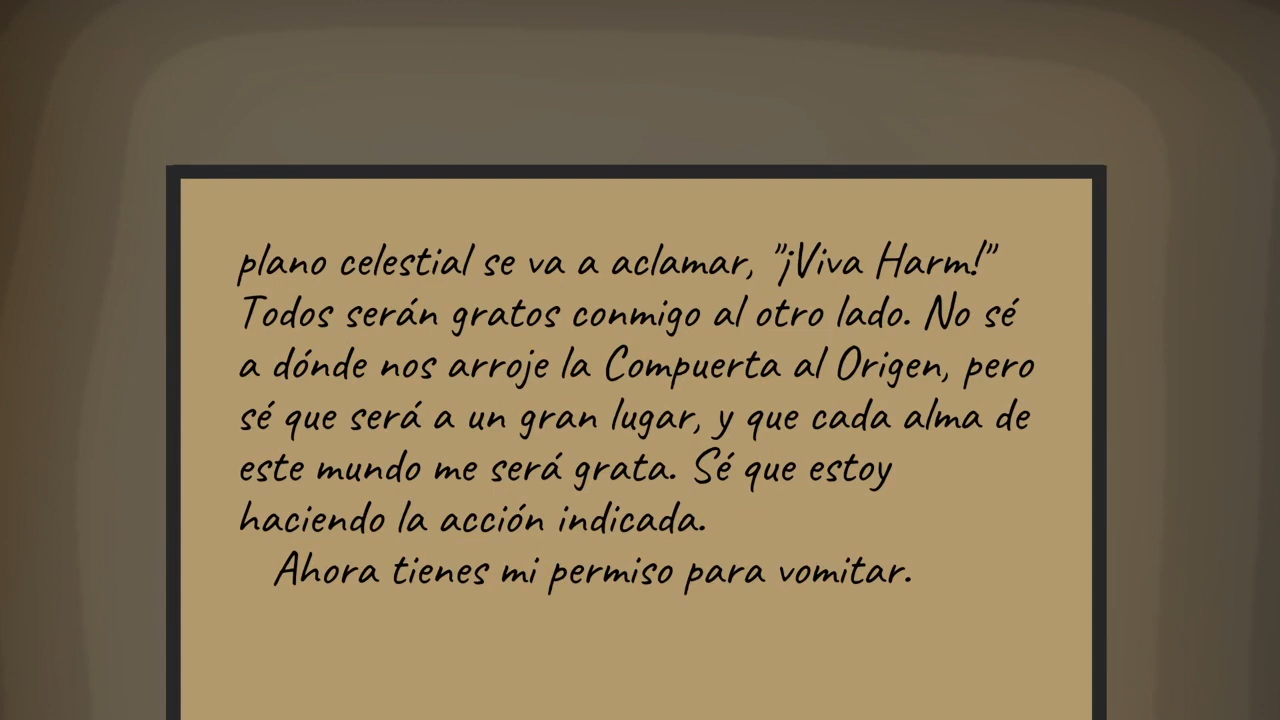 plano celestial se va a aclamar, "¡Viva Harm!"
Todos serán gratos conmigo al otro lado. No sé
a dónde nos arroje la Compuerta al Origen, pero
sé que será a un gran lugar, y que cada alma de
este mundo me será grata. Sé que estoy
haciendo la acción indicada.
Ahora tienes mi permiso para vomitar.